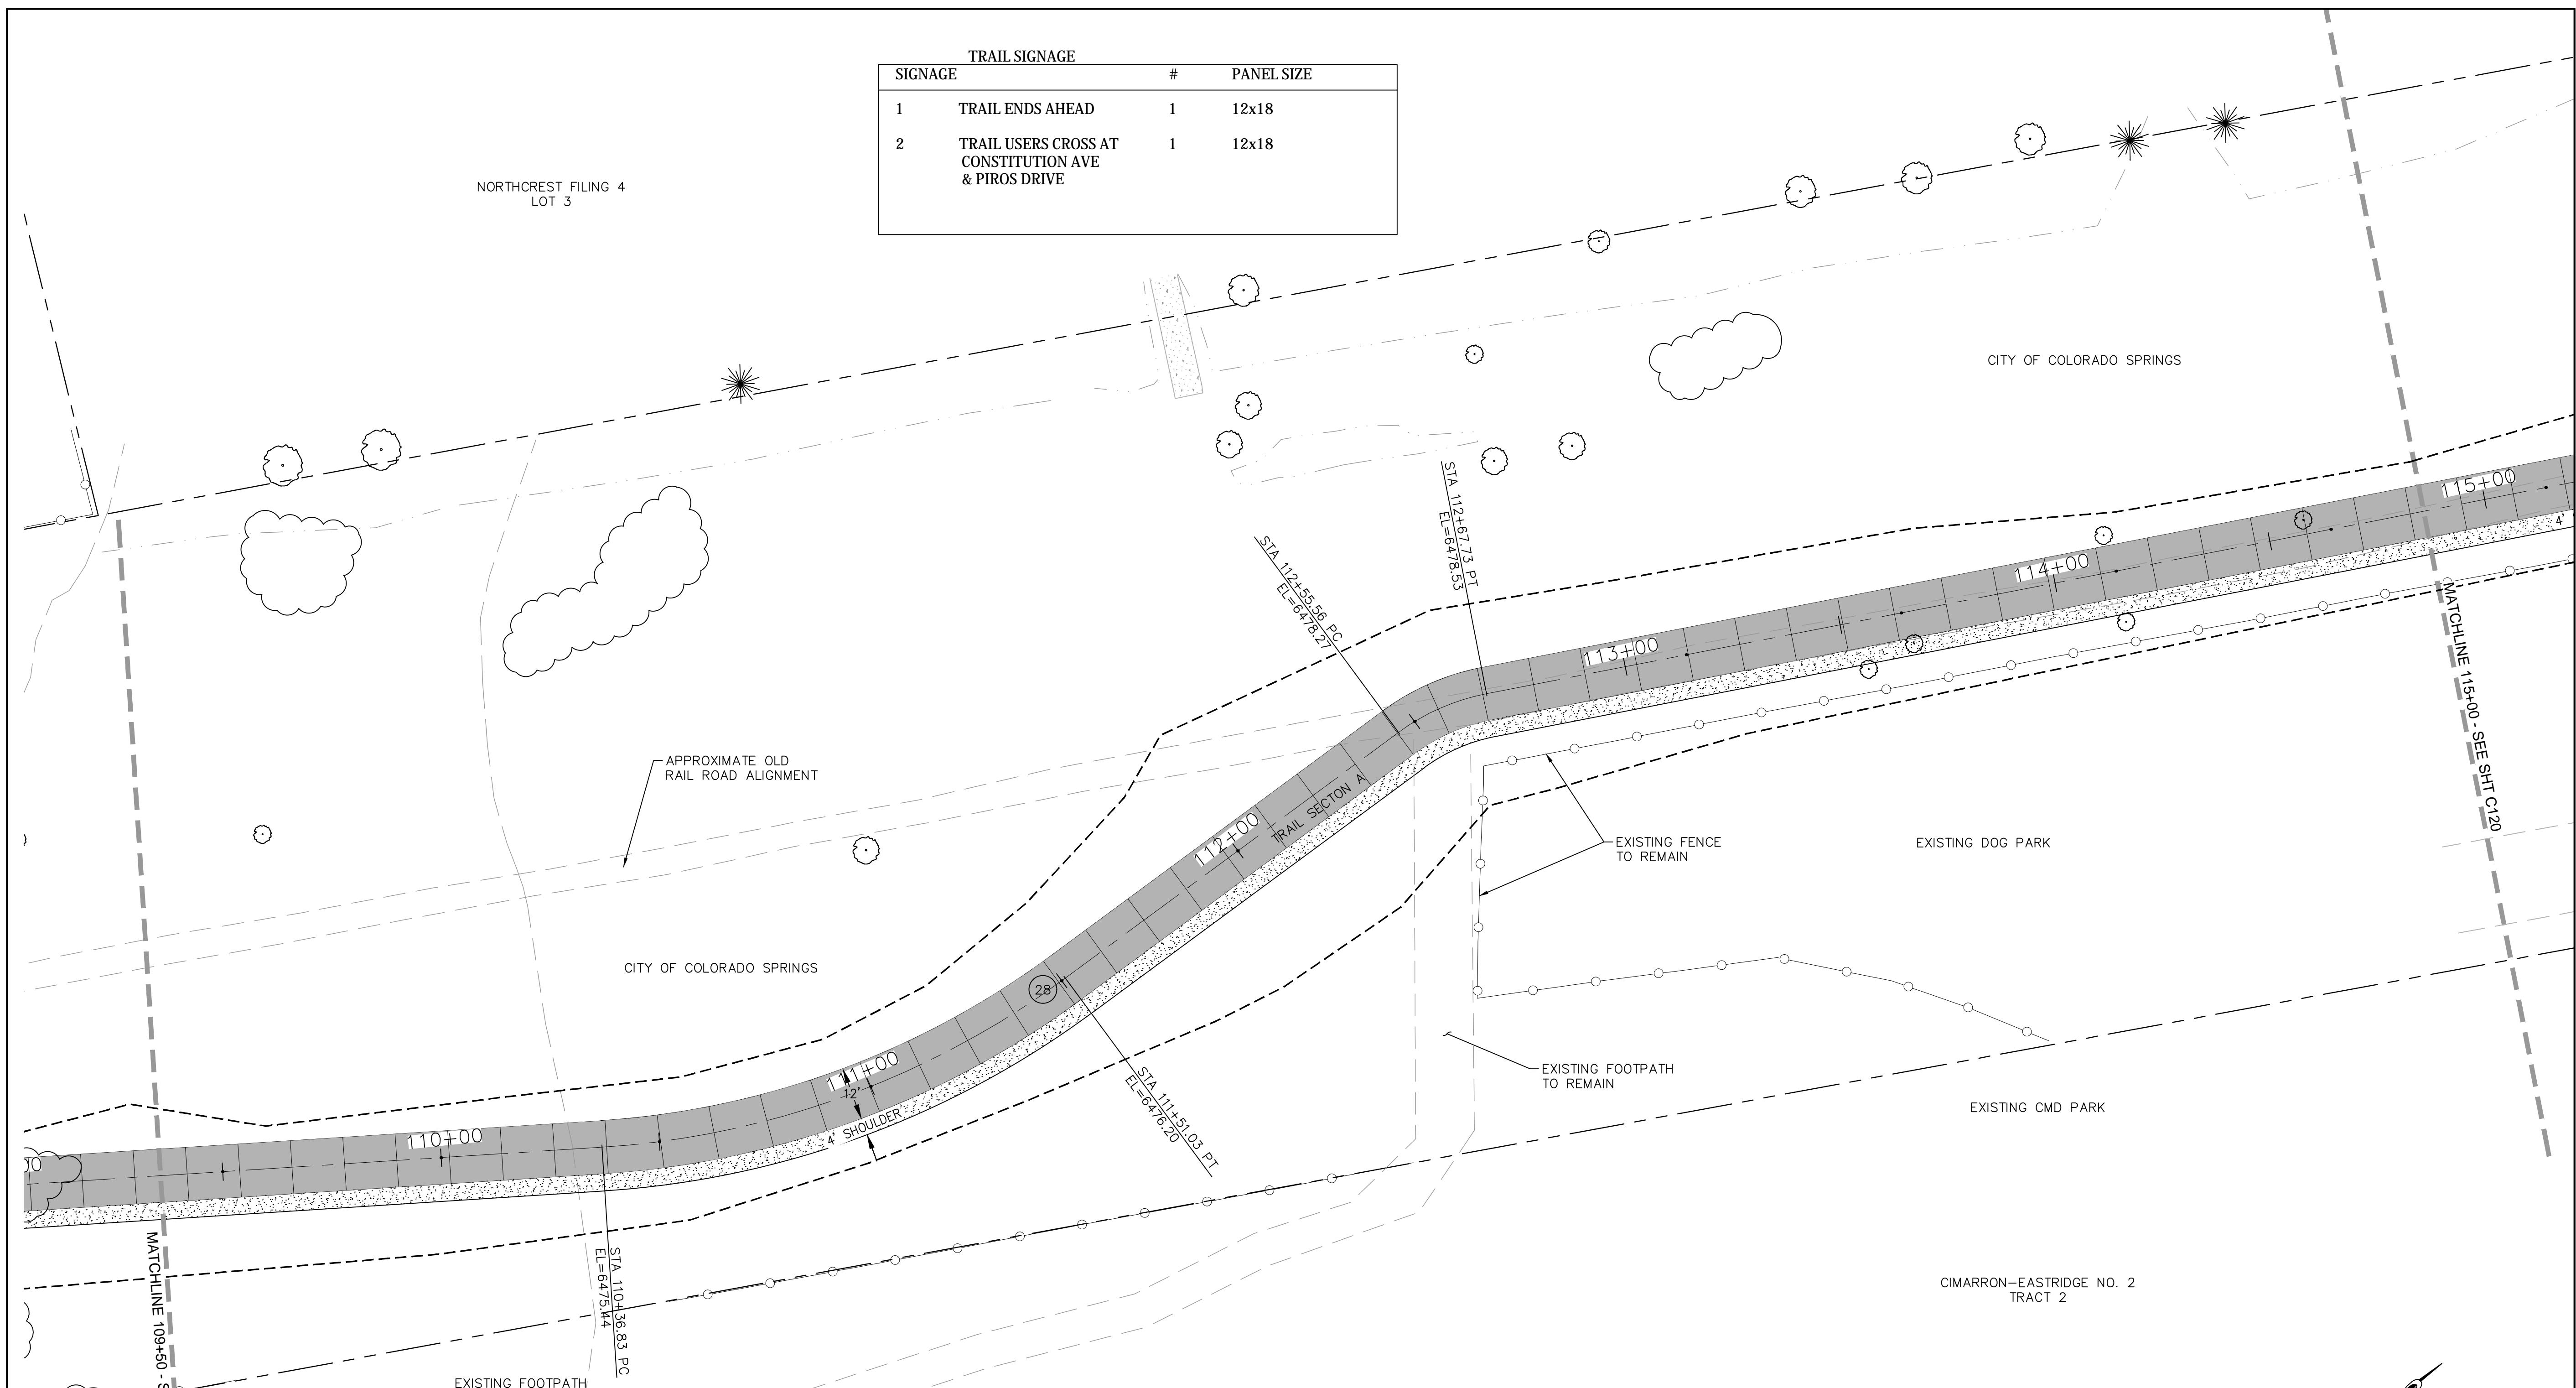 TRAIL SIGNAGE
SIGNAGE # PANEL SIZE
1 TRAIL ENDS AHEAD 1 12x18
2 TRAIL USERS CROSS AT 1 12x18
CONSTITUTION AVE
& PIROS DRIVE
NORTHCREST FILING 4
LOT 3
CITY OF COLORADO SPRINGS
115+00
4'
STA 112+67.73 PT
EL=6478.53
STA 112+55.56 PC
EL=6478.27
114+00
113+00
MATCHLINE 115+00 - SEE SHT C120
APPROXIMATE OLD
RAIL ROAD ALIGNMENT
TRAIL SECTON A
112+00
EXISTING FENCE
TO REMAIN
EXISTING DOG PARK
CITY OF COLORADO SPRINGS
28
111+00
12'
4' SHOULDER
STA 111+51.03 PT
EL=6476.20
EXISTING FOOTPATH
TO REMAIN
EXISTING CMD PARK
110+00
00
MATCHLINE 109+50 - S
STA 110+36.83 PC
EL=6475.44
CIMARRON-EASTRIDGE NO. 2
TRACT 2
EXISTING FOOTPATH